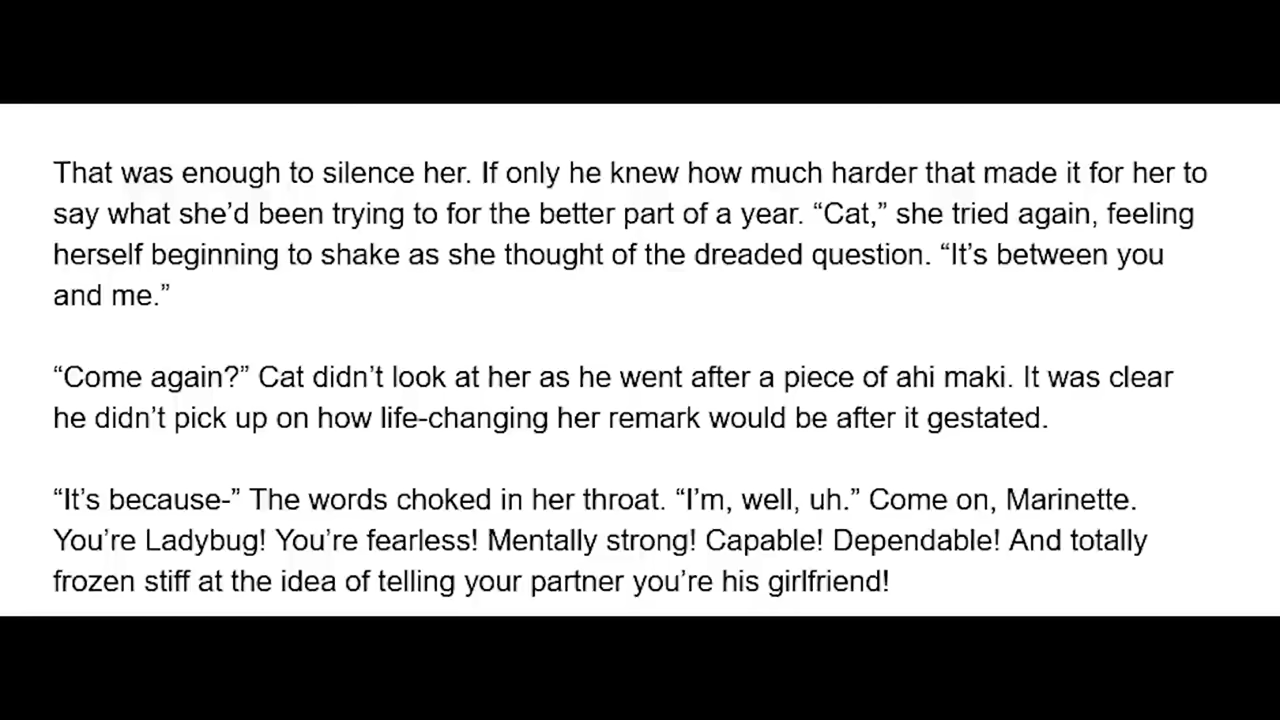 That was enough to silence her. If only he knew how much harder that made it for her to
say what she’d been trying to for the better part of a year. “Cat,” she tried again, feeling
herself beginning to shake as she thought of the dreaded question. “It’s between you
and me.”
“Come again?” Cat didn’t look at her as he went after a piece of ahi maki. It was clear
he didn’t pick up on how life-changing her remark would be after it gestated.
“It’s because-” The words choked in her throat. “I’m, well, uh.” Come on, Marinette.
You’re Ladybug! You’re fearless! Mentally strong! Capable! Dependable! And totally
frozen stiff at the idea of telling your partner you’re his girlfriend!